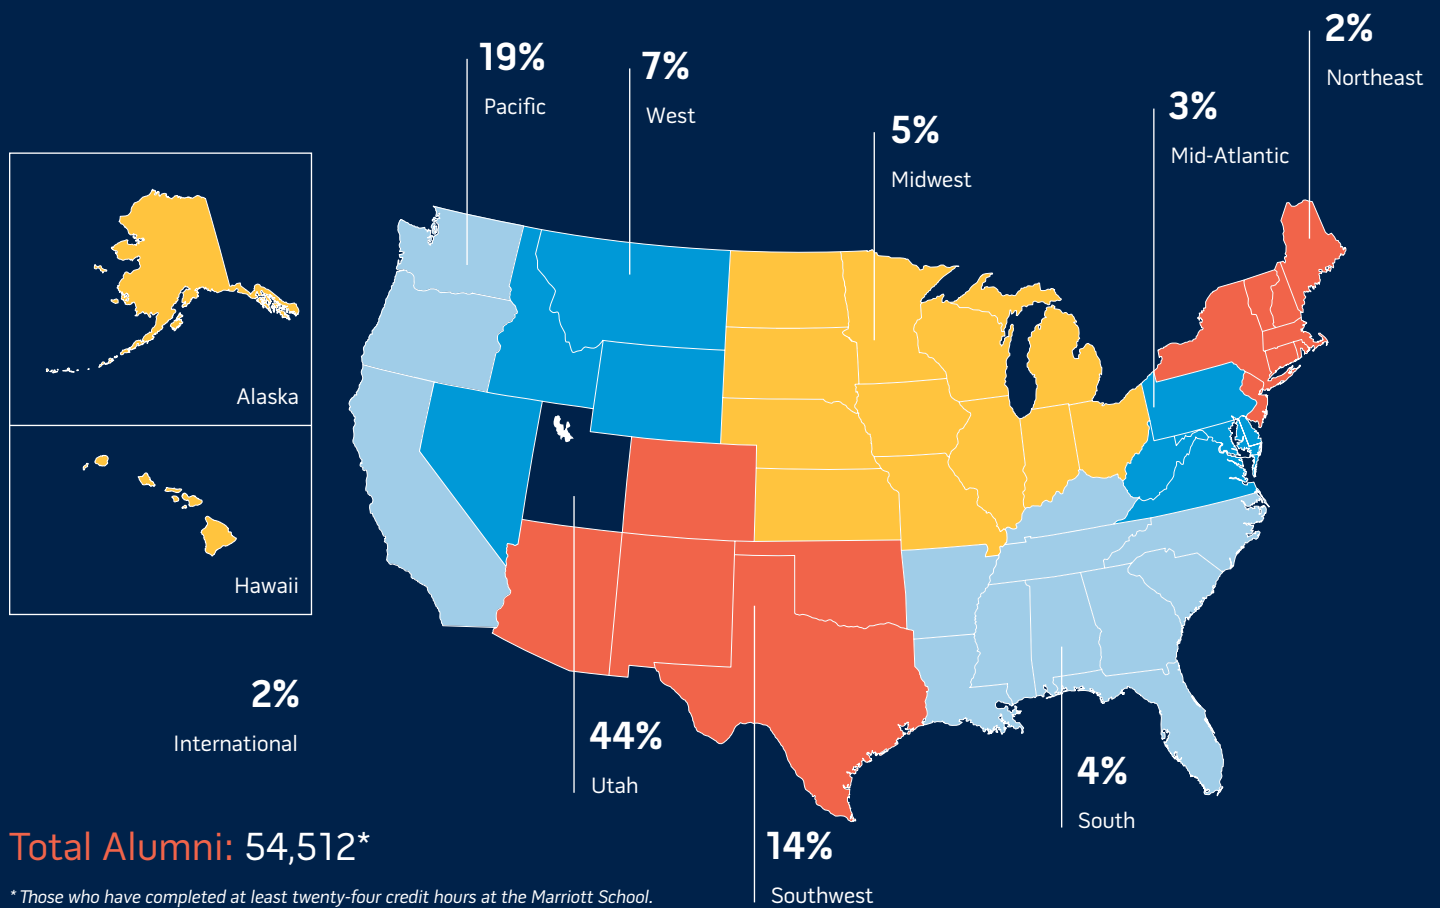 2%
Northeast
19%
Pacific
7%
West
3%
Mid-Atlantic
5%
Midwest
Alaska
Hawaii
2%
International
44%
Utah
4%
South
14%
Southwest
Total Alumni: 54,512*
* Those who have completed at least twenty-four credit hours at the Marriott School.